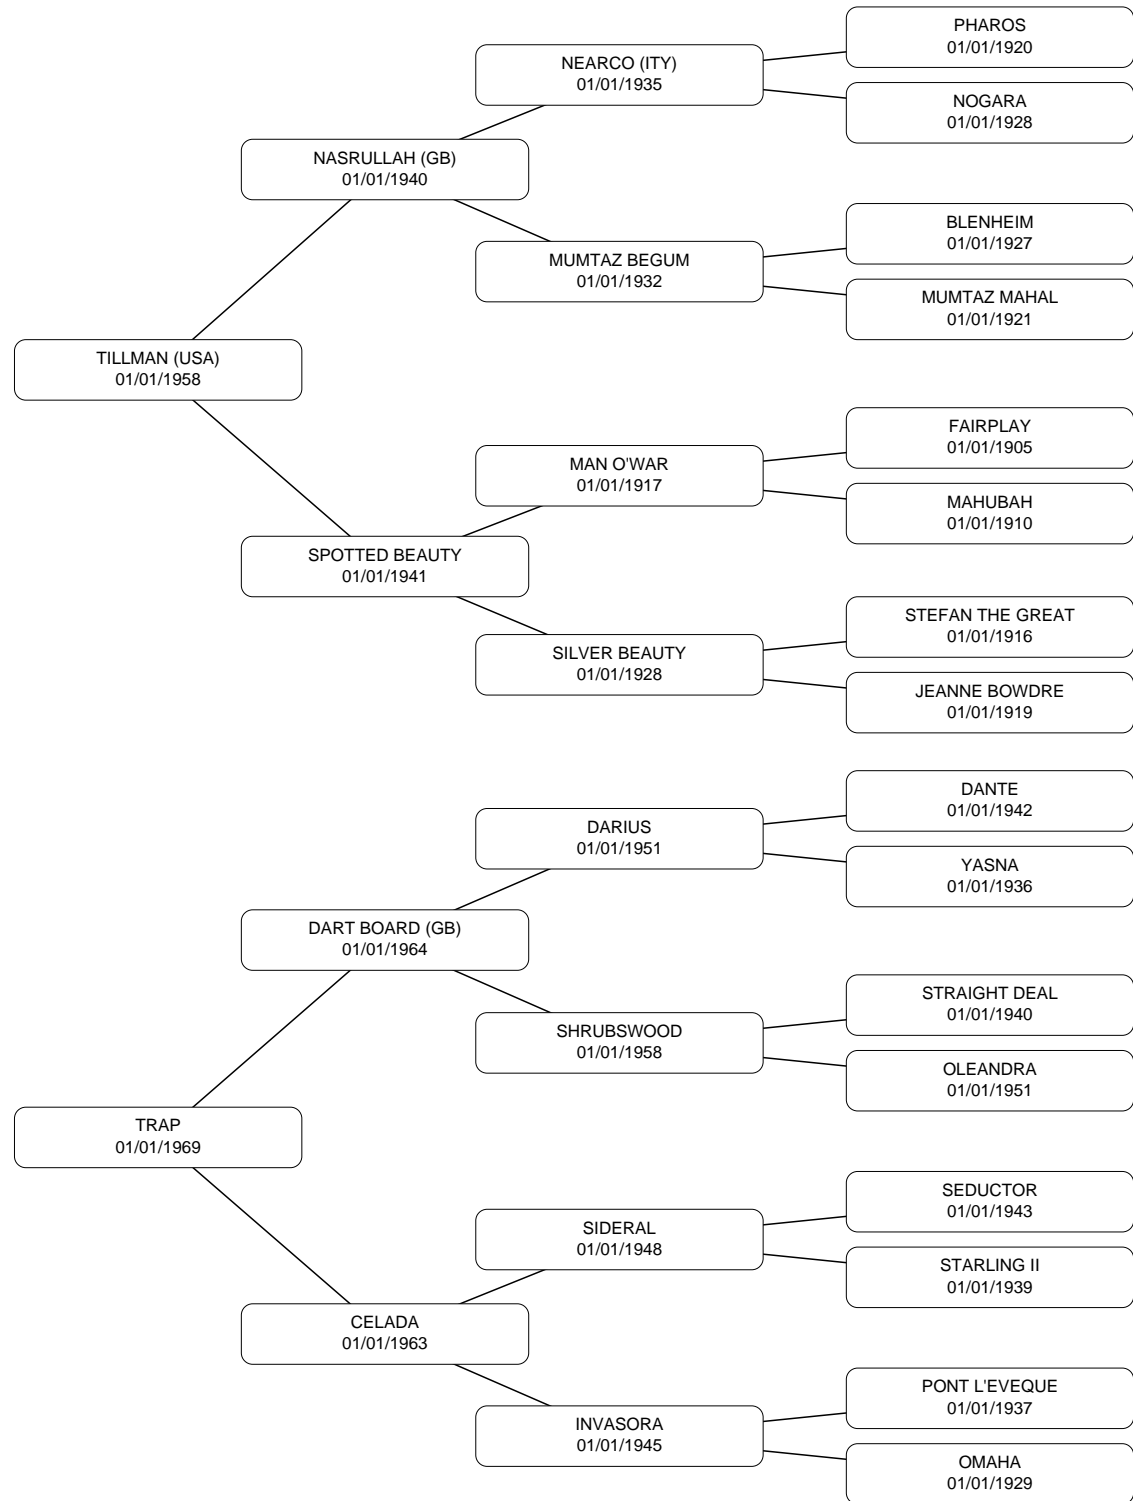 PHAROS
01/01/1920
NEARCO (ITY)
01/01/1935
NOGARA
01/01/1928
NASRULLAH (GB)
01/01/1940
BLENHEIM
01/01/1927
MUMTAZ BEGUM
01/01/1932
MUMTAZ MAHAL
01/01/1921
TILLMAN (USA)
01/01/1958
FAIRPLAY
01/01/1905
MAN O'WAR
01/01/1917
MAHUBAH
01/01/1910
SPOTTED BEAUTY
01/01/1941
STEFAN THE GREAT
01/01/1916
SILVER BEAUTY
01/01/1928
JEANNE BOWDRE
01/01/1919
DANTE
01/01/1942
DARIUS
01/01/1951
YASNA
01/01/1936
DART BOARD (GB)
01/01/1964
STRAIGHT DEAL
01/01/1940
SHRUBSWOOD
01/01/1958
OLEANDRA
01/01/1951
TRAP
01/01/1969
SEDUCTOR
01/01/1943
SIDERAL
01/01/1948
STARLING II
01/01/1939
CELADA
01/01/1963
PONT L'EVEQUE
01/01/1937
INVASORA
01/01/1945
OMAHA
01/01/1929